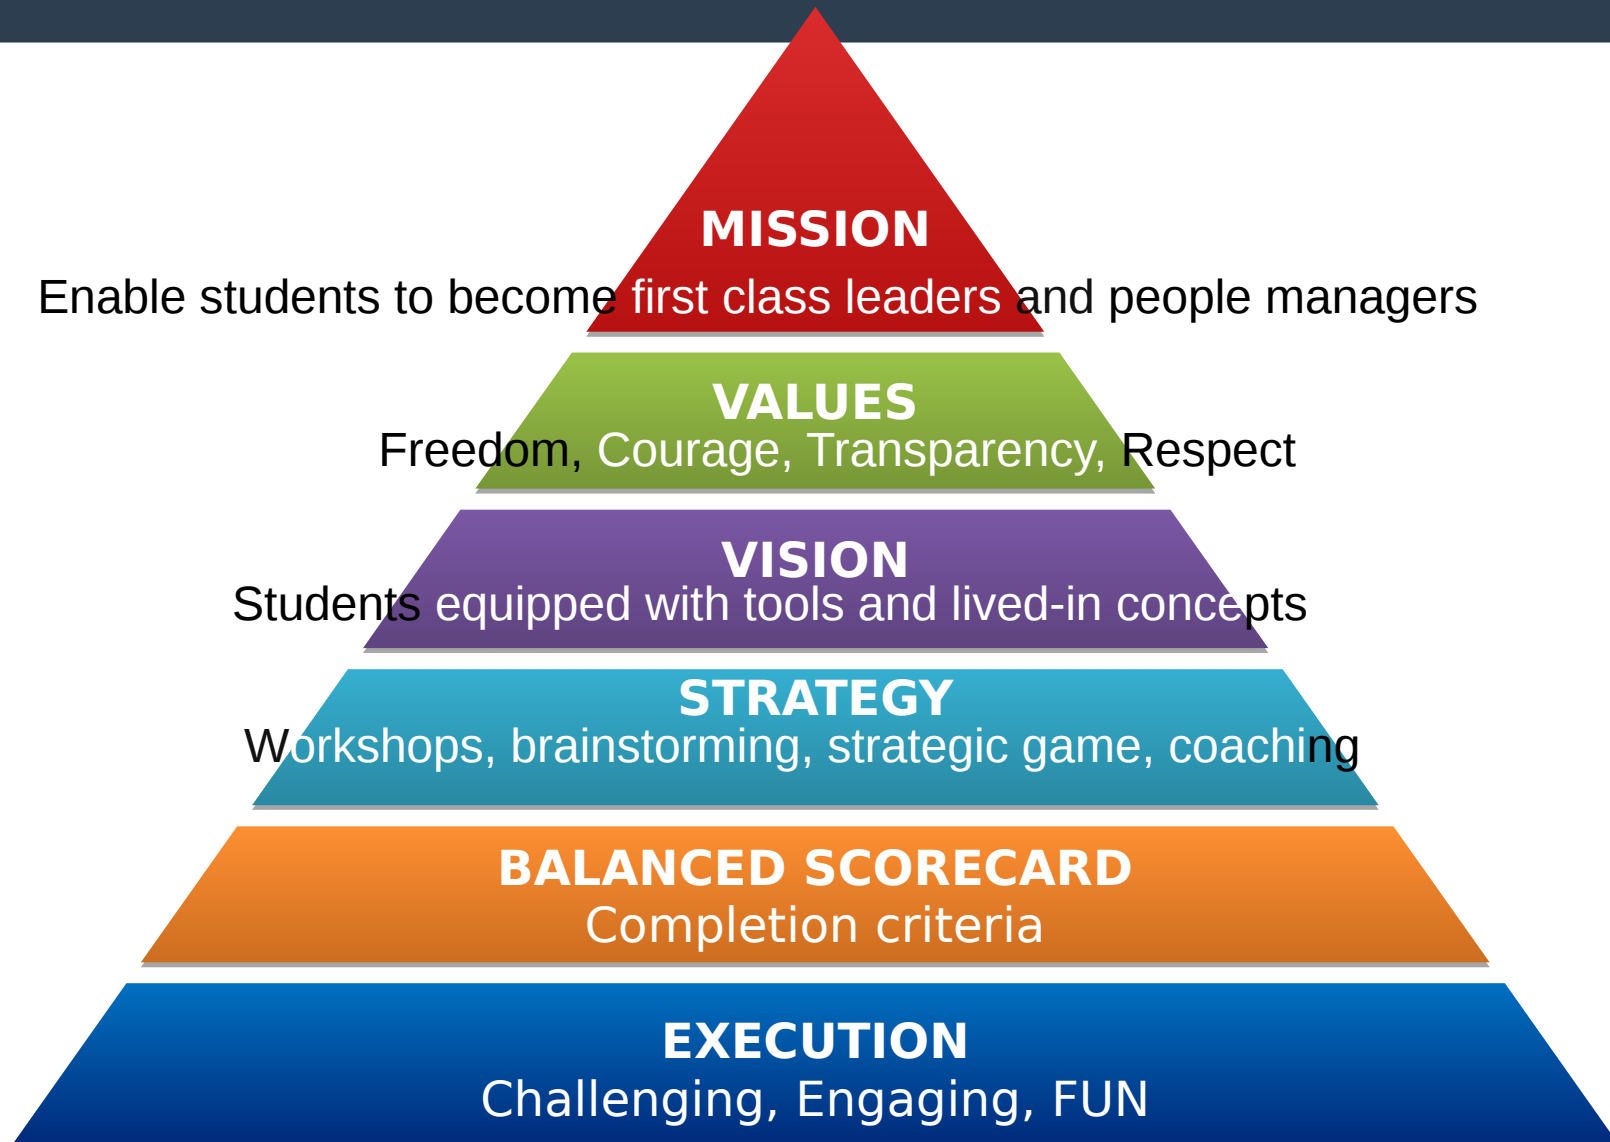 MISSION
Enable students to become first class leaders and people managers
VALUES
Freedom, Courage, Transparency, Respect
VISION
Students equipped with tools and lived-in concepts
STRATEGY
Workshops, brainstorming, strategic game, coaching
BALANCED SCORECARD
Completion criteria
EXECUTION
Challenging, Engaging, FUN